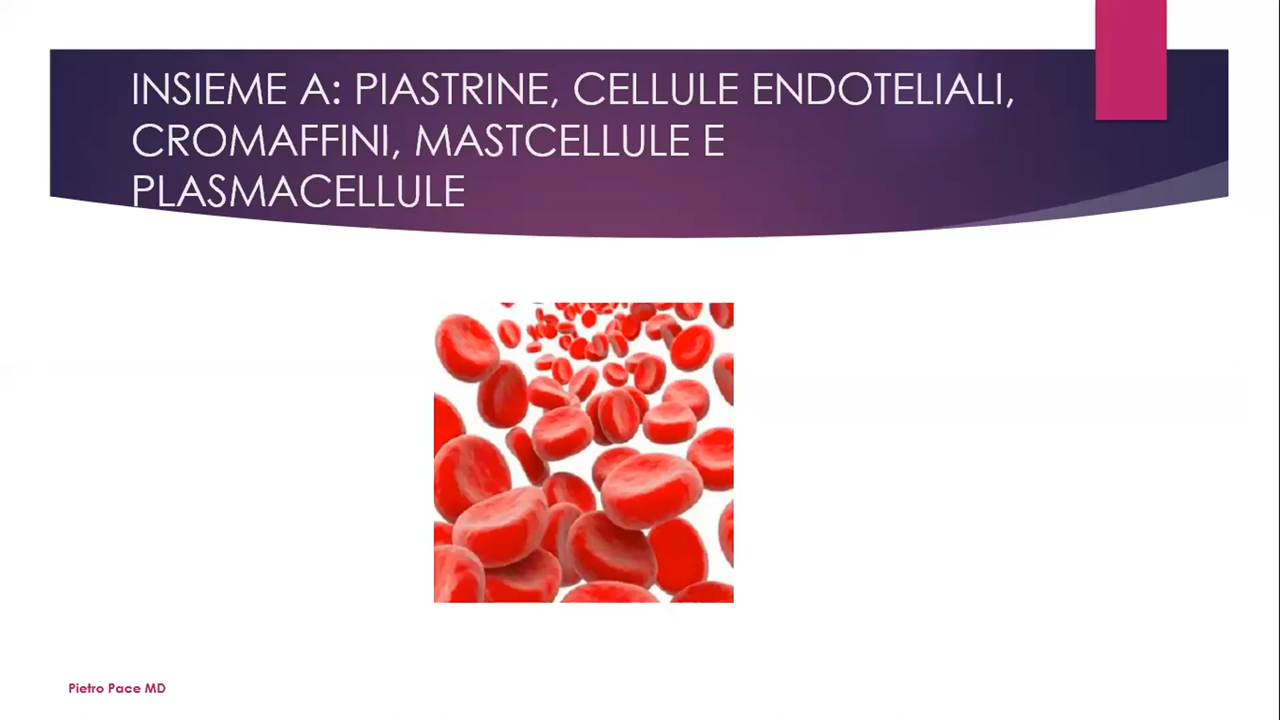 INSIEME A: PIASTRINE, CELLULE ENDOTELIALI,
CROMAFFINI, MASTCELLULE E
PLASMACELLULE
Pietro Pace MD